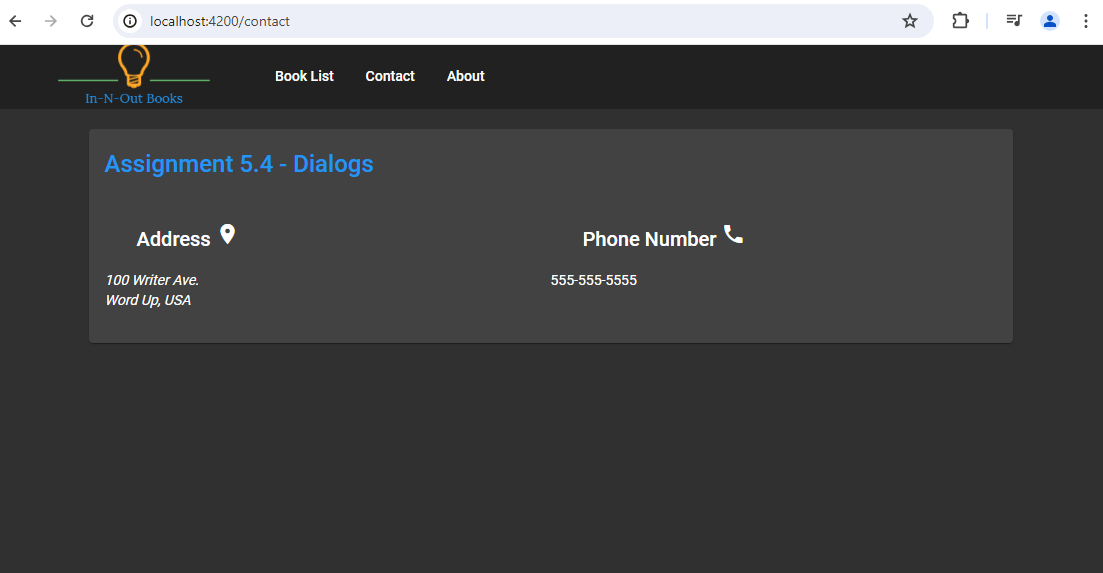 localhost:4200/contact
In-N-Out Books
Book List Contact About
Assignment 5.4 - Dialogs
Address Phone Number
100 Writer Ave. 555-555-5555
Word Up, USA